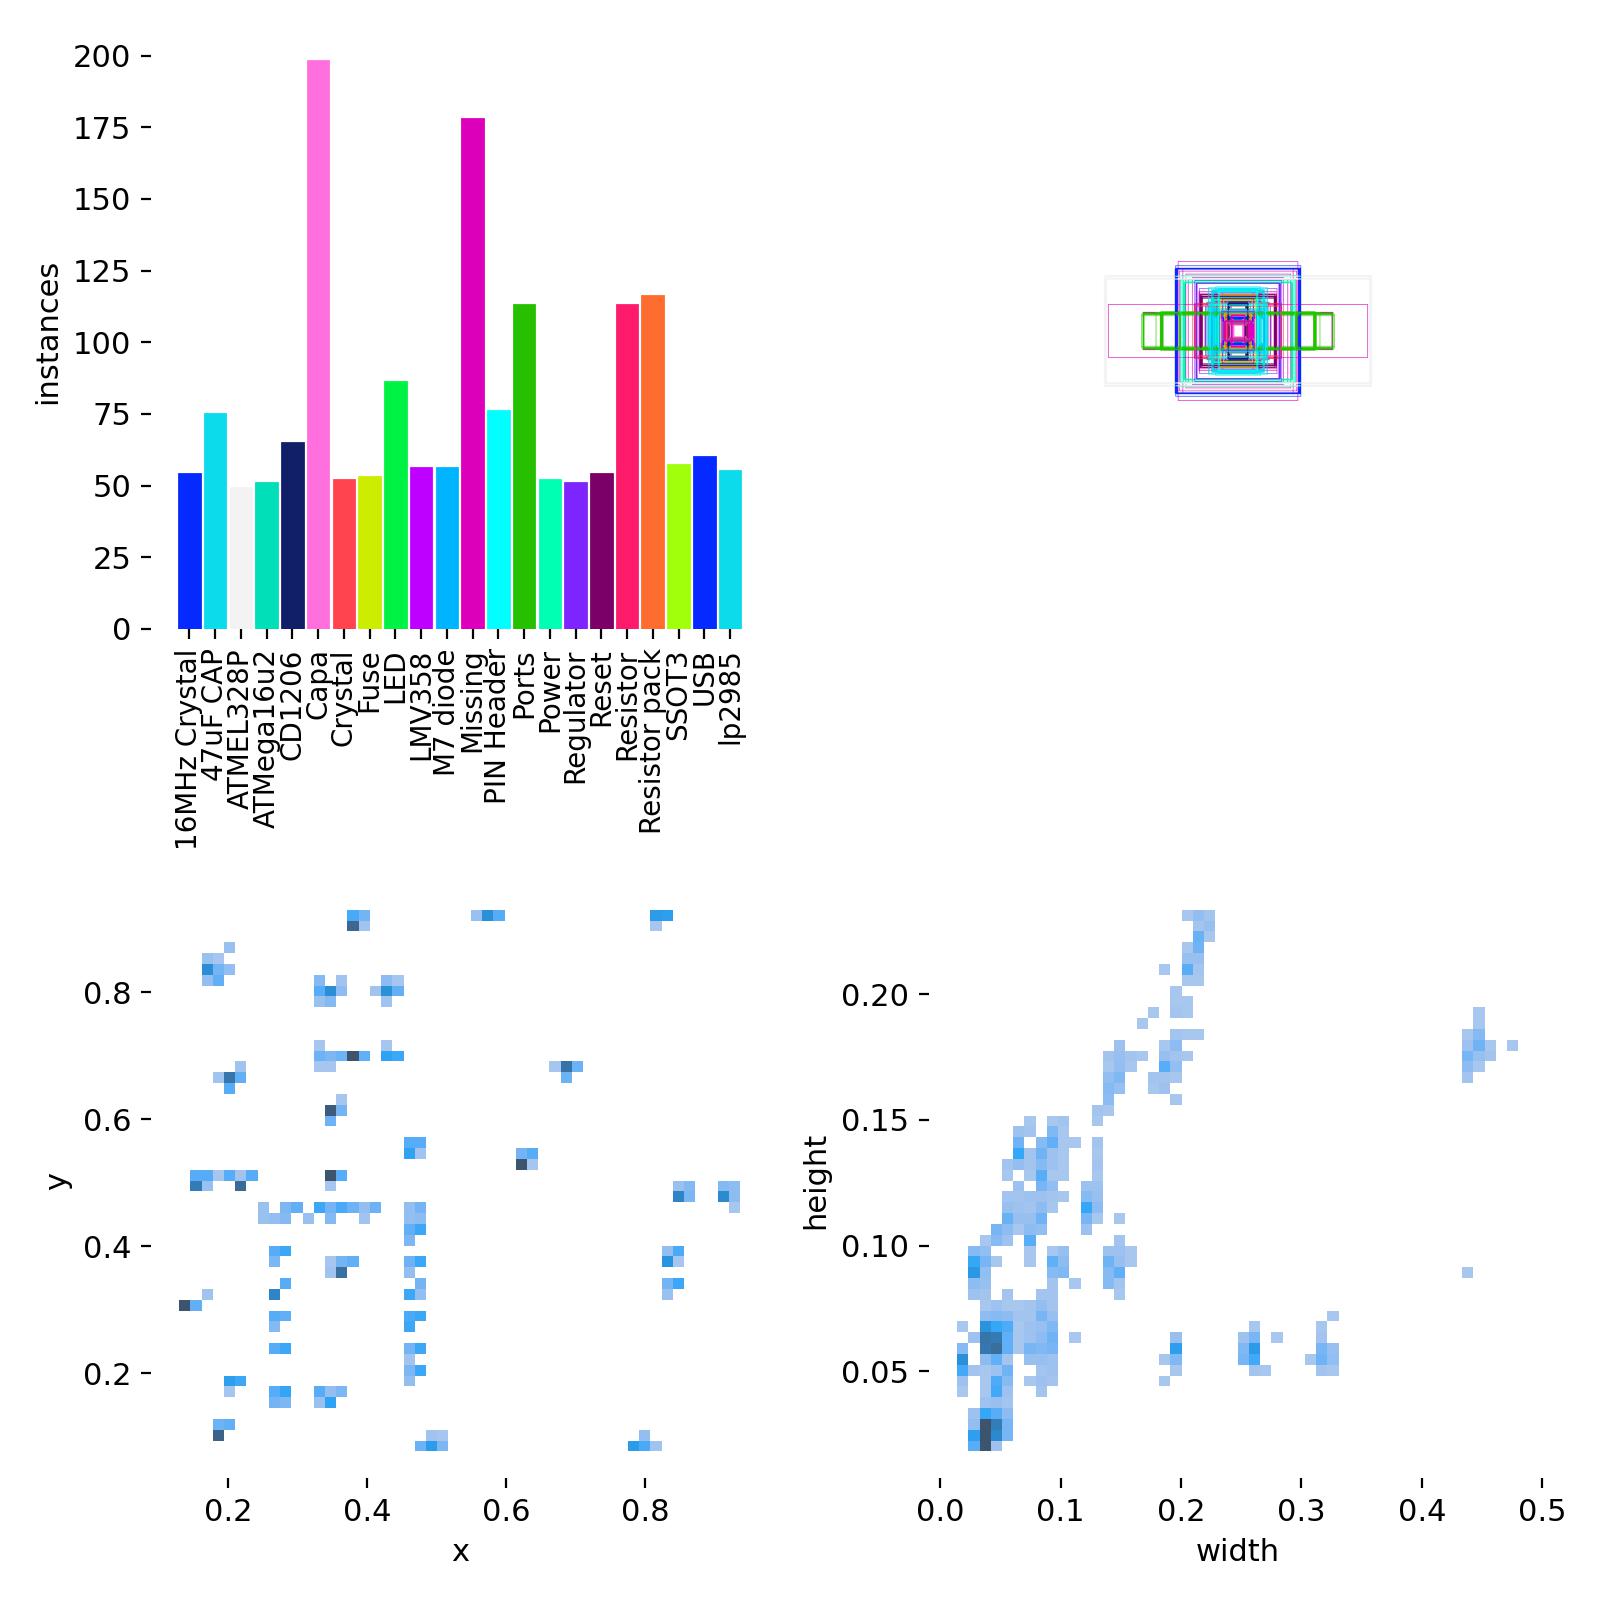 200
175
150
125
100
75
50
25
0
instances
16MHz Crystal
47uF CAP
ATMEL328P
ATMega16u2
CD1206
Capa
Crystal
Fuse
LED
LMV358
M7 diode
Missing
PIN Header
Ports
Power
Regulator
Reset
Resistor
Resistor pack
SSOT3
USB
lp2985
0.8
0.6
0.4
0.2
y
0.2 0.4 0.6 0.8
x
0.20
0.15
0.10
0.05
height
0.0 0.1 0.2 0.3 0.4 0.5
width